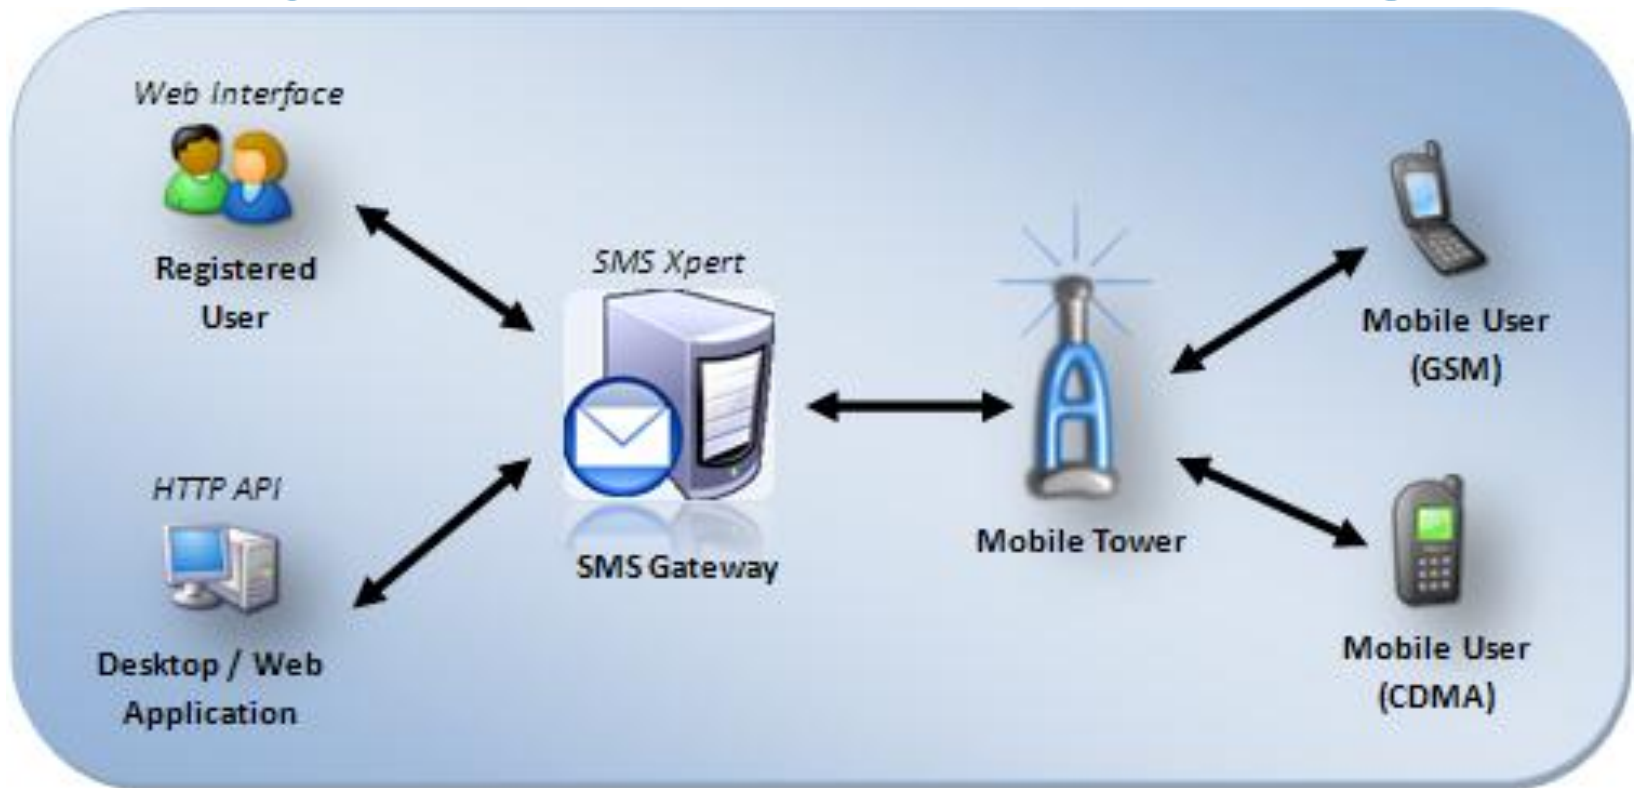 Web Interface
Registered
User
HTTP API
Desktop / Web
Application
SMS Xpert
SMS Gateway
Mobile Tower
Mobile User
(GSM)
Mobile User
(CDMA)